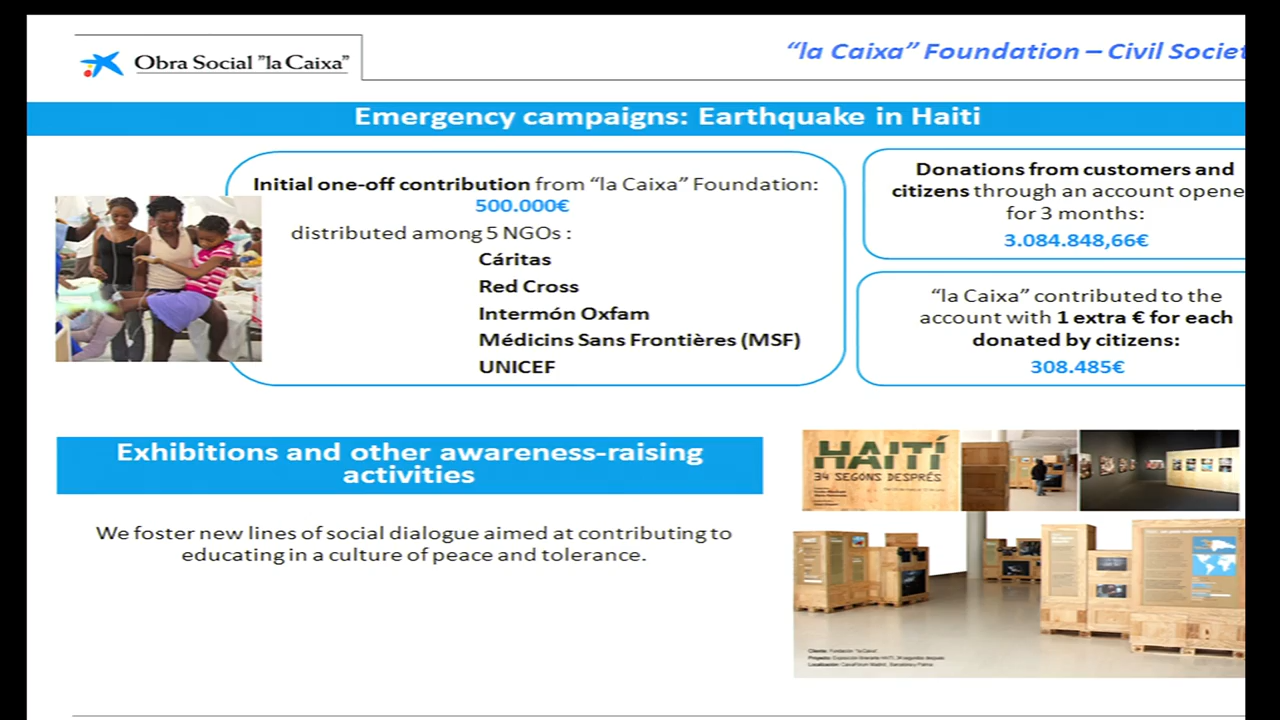 Obra Social "la Caixa"
“la Caixa” Foundation – Civil Societ
Emergency campaigns: Earthquake in Haiti
Initial one-off contribution from “la Caixa” Foundation:
500.000€
distributed among 5 NGOs :
Cáritas
Red Cross
Intermón Oxfam
Médicins Sans Frontières (MSF)
UNICEF
Donations from customers and
citizens through an account opene
for 3 months:
3.084.848,66€
“la Caixa” contributed to the
account with 1 extra € for each
donated by citizens:
308.485€
Exhibitions and other awareness-raising
activities
We foster new lines of social dialogue aimed at contributing to
educating in a culture of peace and tolerance.
HAITÍ
34 SEGONS DESPRÉS